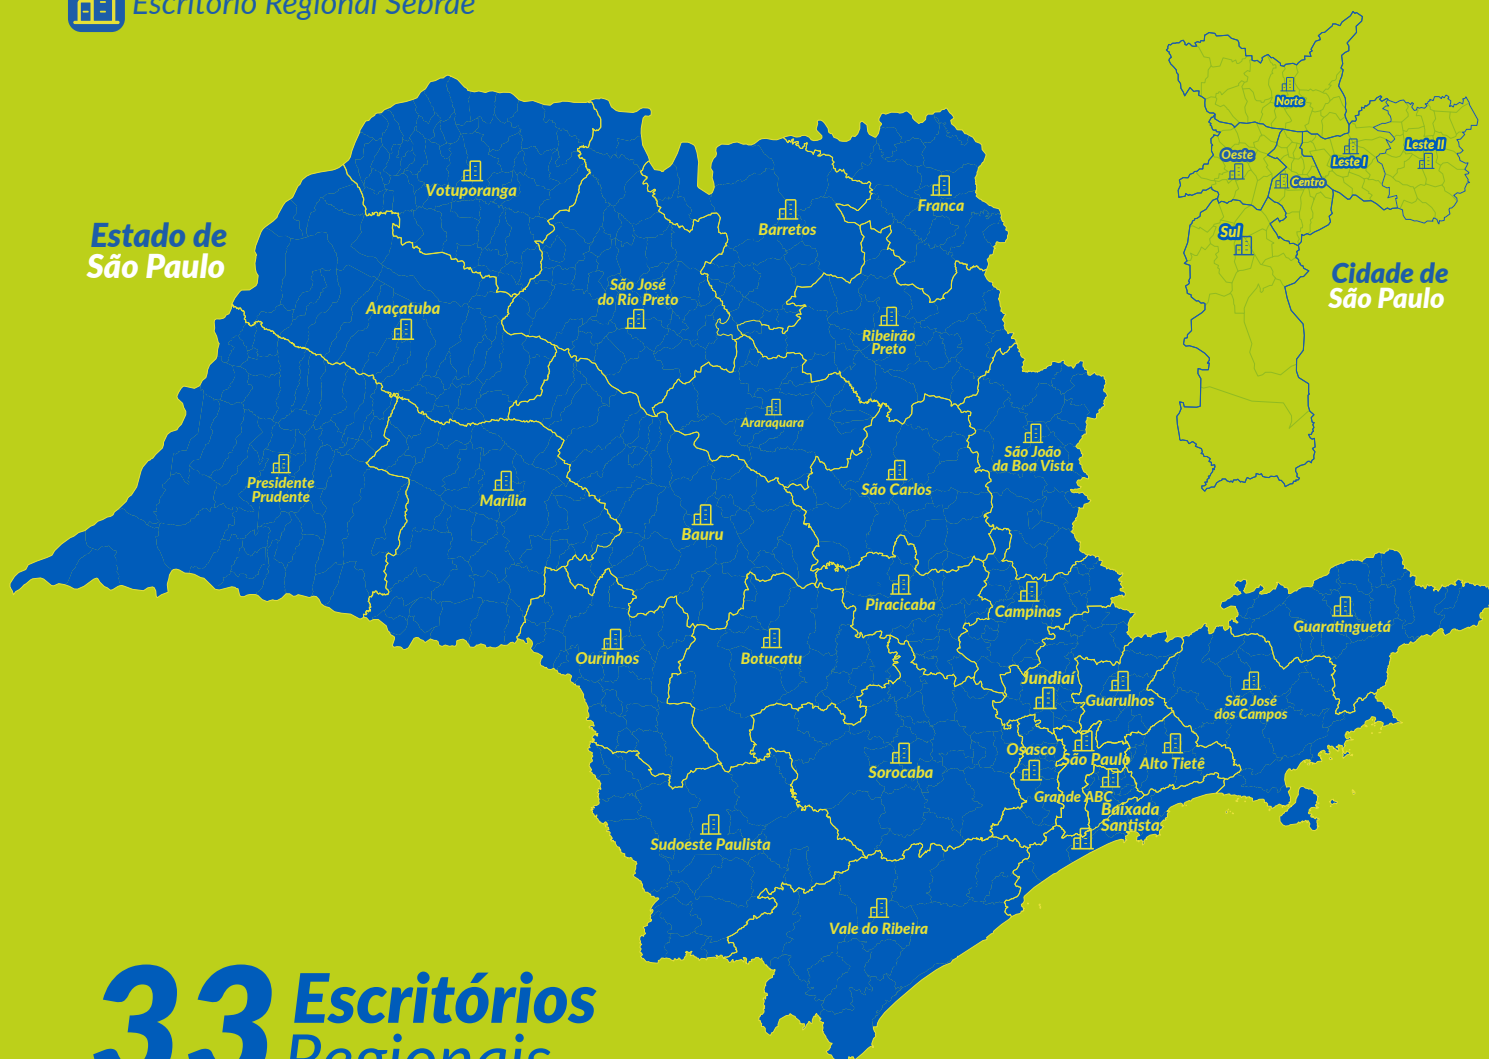 Escritório Regional Sebrae
Estado de
São Paulo
Votuporanga
Araçatuba
São José
do Rio Preto
Barretos
Franca
Ribeirão
Preto
Araraquara
São João
da Boa Vista
São Carlos
Presidente
Prudente
Marília
Bauru
Piracicaba
Campinas
Ourinhos
Botucatu
Guaratinguetá
Jundiaí
Guarulhos
São José
dos Campos
Osasco
São Paulo
Alto Tietê
Sorocaba
Grande ABC
Baixada
Santista
Sudoeste Paulista
Vale do Ribeira
Norte
Oeste
Leste I
Leste II
Centro
Sul
Cidade de
São Paulo
33 Escritórios
Regionais